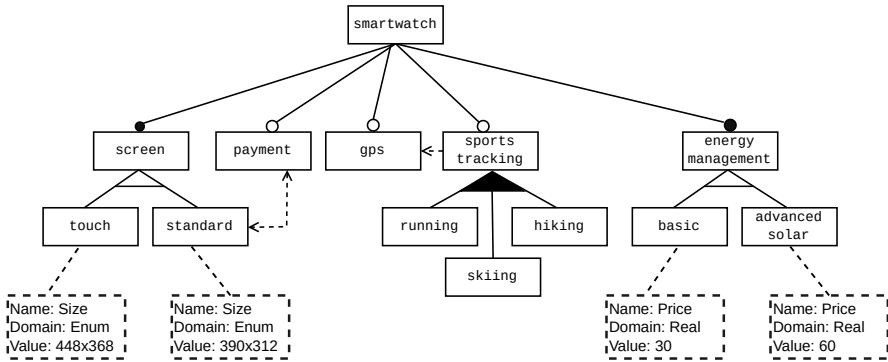 smartwatch
screen
payment
gps
sports
tracking
energy
management
touch
standard
running
hiking
basic
advanced
solar
skiing
Name: Size
Domain: Enum
Value: 448x368
Name: Size
Domain: Enum
Value: 390x312
Name: Price
Domain: Real
Value: 30
Name: Price
Domain: Real
Value: 60